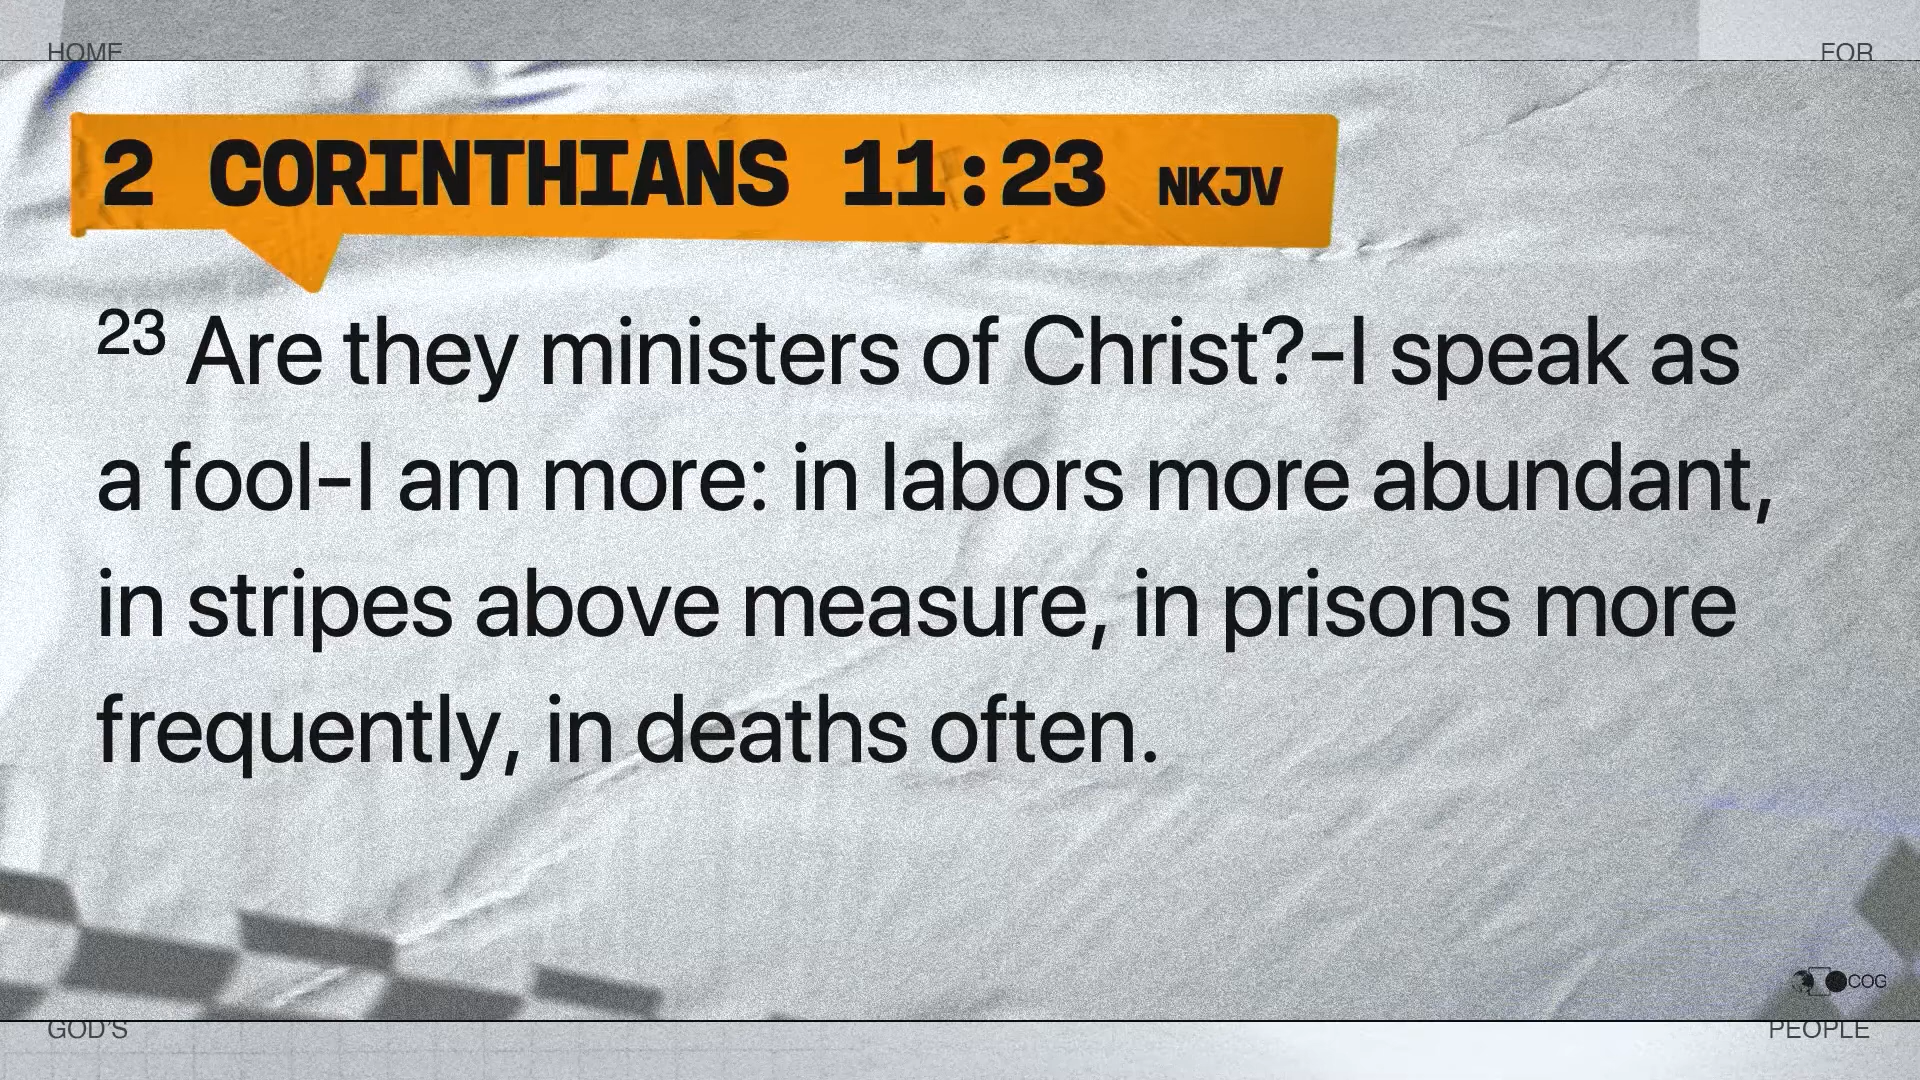 HOME
FOR
2 CORINTHIANS 11:23 NKJV
23 Are they ministers of Christ?-I speak as
a fool-I am more: in labors more abundant,
in stripes above measure, in prisons more
frequently, in deaths often.
COG
GOD'S
PEOPLE